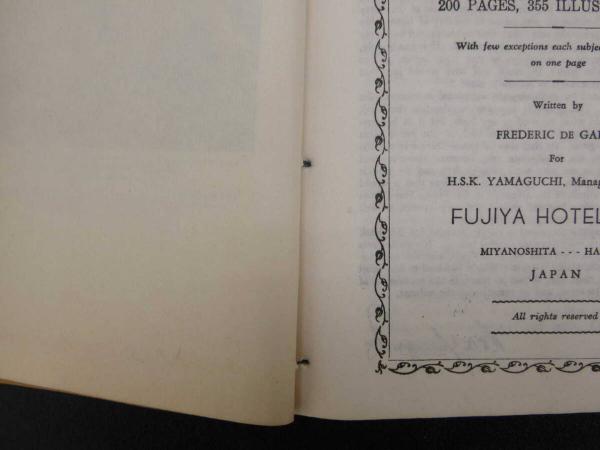 200 PAGES, 355 ILLUS
With few exceptions each subje
on one page
Written by
FREDERIC DE GA
For
H.S.K. YAMAGUCHI, Manag
FUJIYA HOTEL
MIYANOSHITA - - - HA
JAPAN
All rights reserved